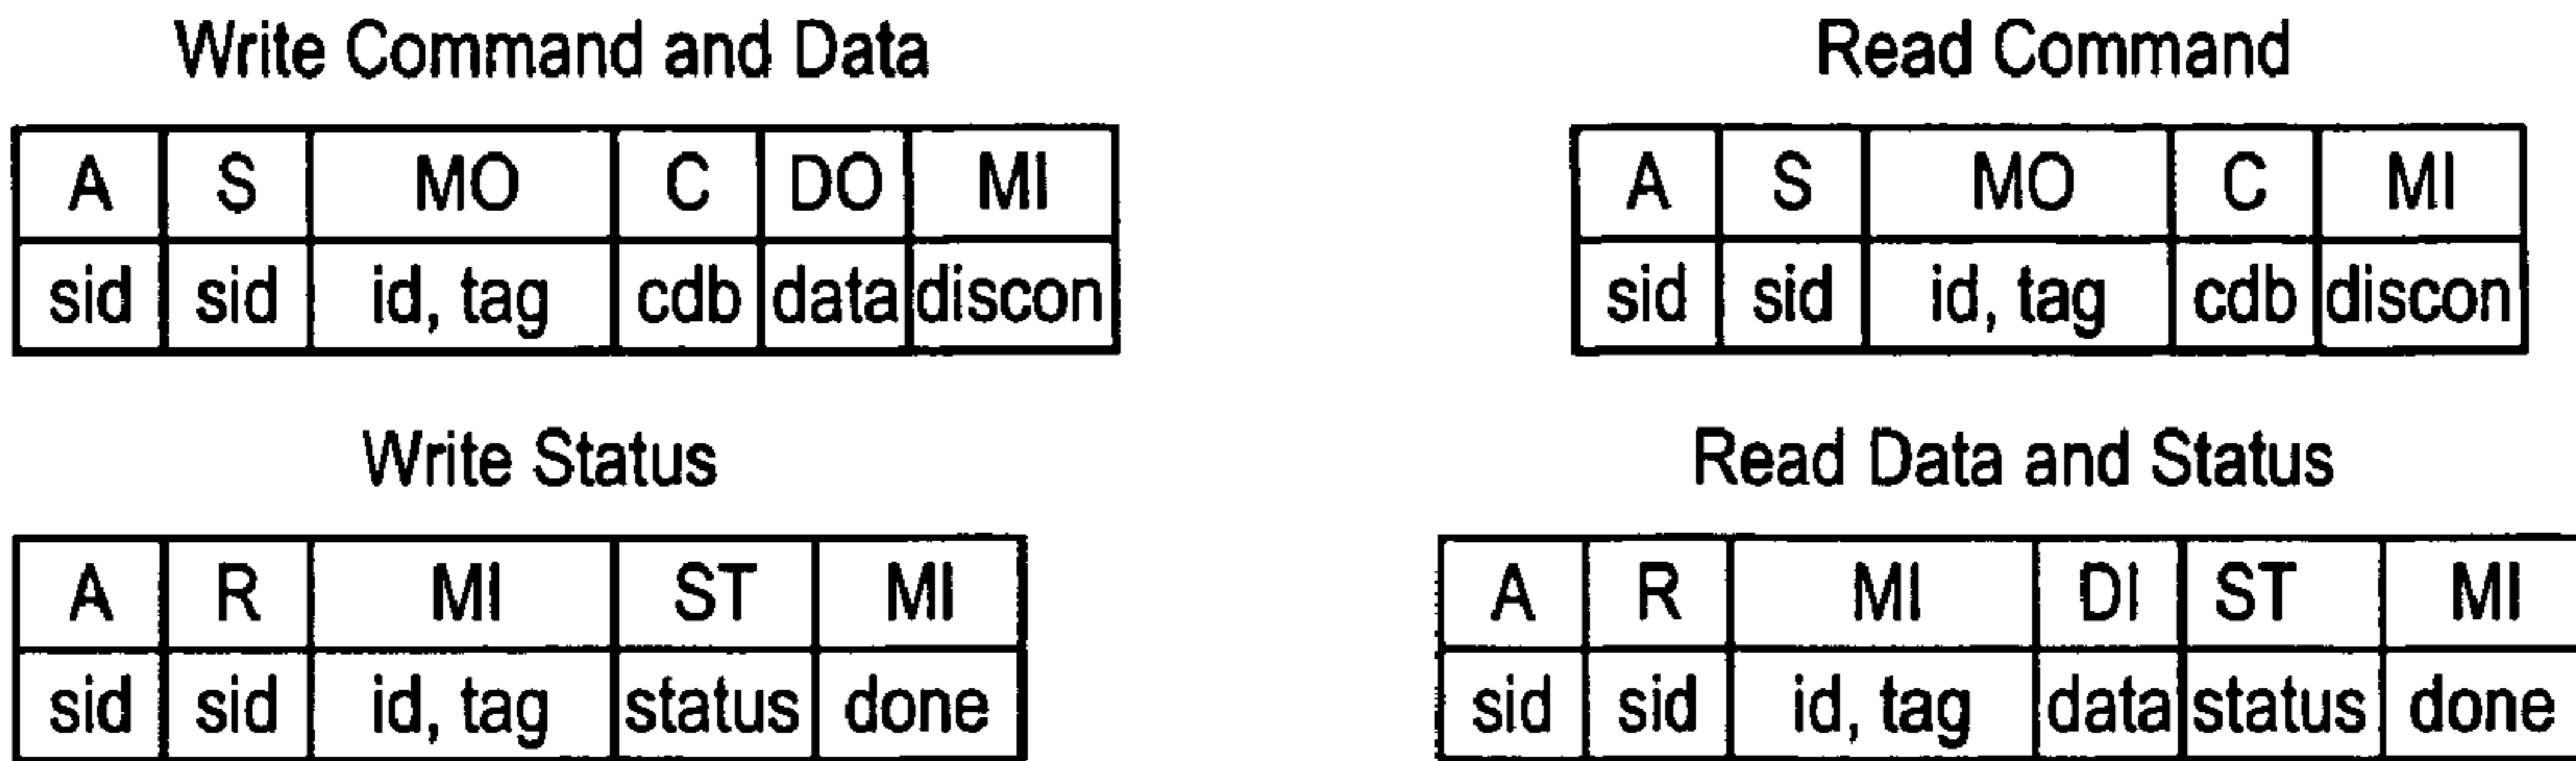 Write Command and Data
A S MO C DO MI
sid sid id, tag cdb data discon
Read Command
A S MO C MI
sid sid id, tag cdb discon
Write Status
A R MI ST MI
sid sid id, tag status done
Read Data and Status
A R MI DI ST MI
sid sid id, tag data status done